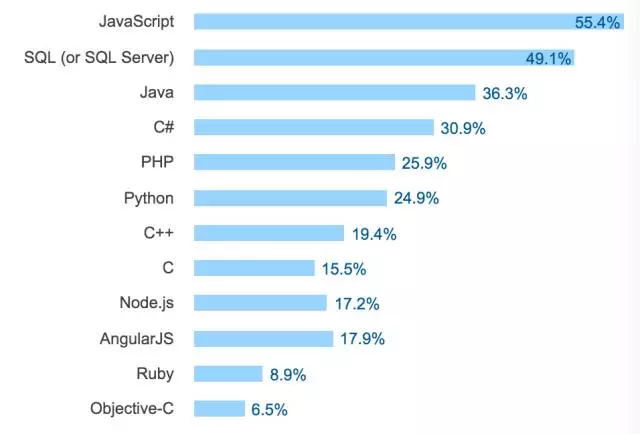 JavaScript 55.4%
SQL (or SQL Server) 49.1%
Java 36.3%
C# 30.9%
PHP 25.9%
Python 24.9%
C++ 19.4%
C 15.5%
Node.js 17.2%
AngularJS 17.9%
Ruby 8.9%
Objective-C 6.5%